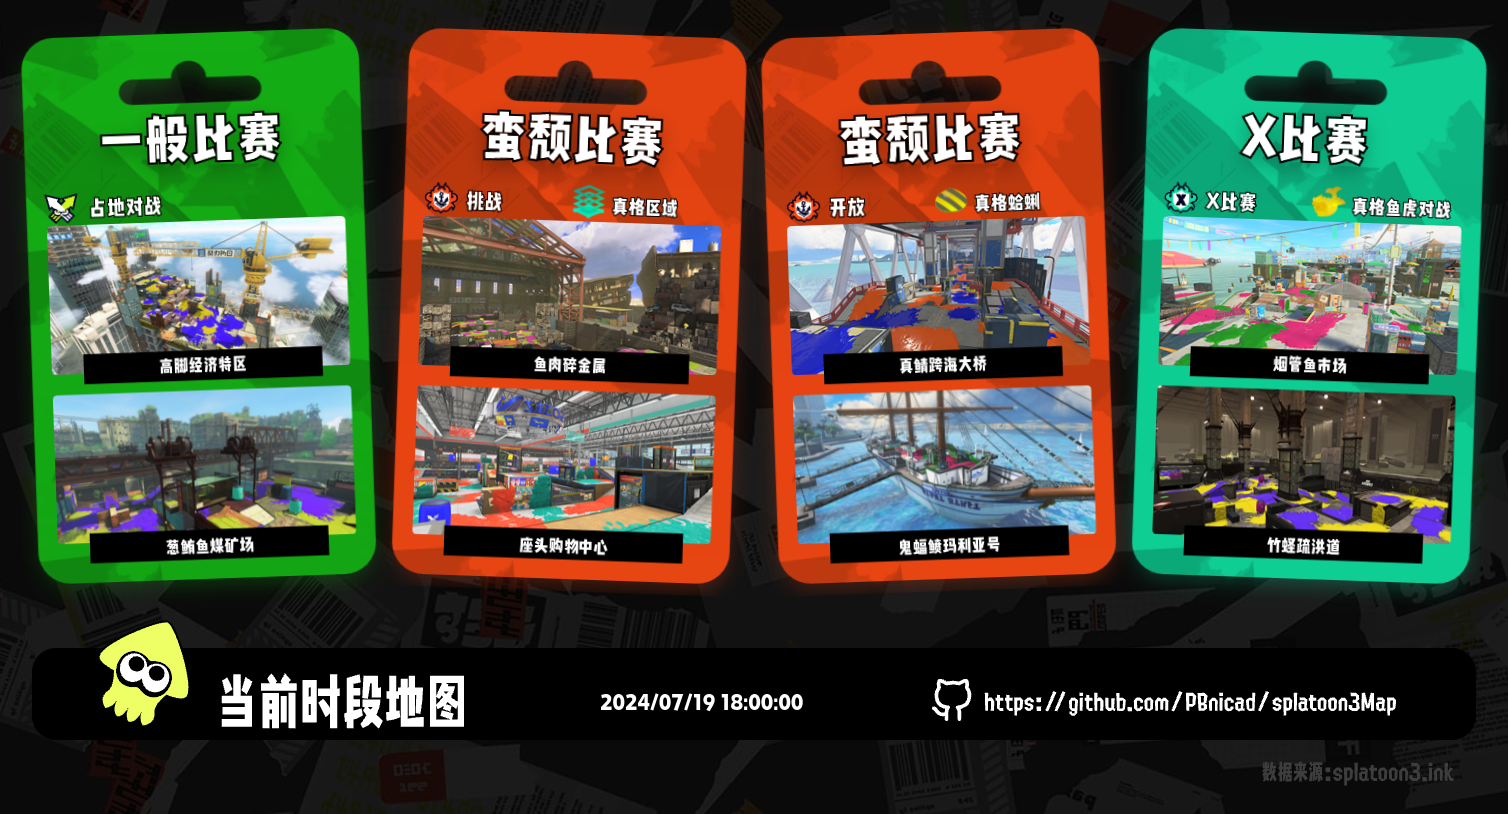 一般比赛
占地对战
高脚经济特区
葱鲔鱼煤矿场
蛮颓比赛
挑战
真格区域
鱼肉碎金属
座头购物中心
蛮颓比赛
开放
真格蛤蜊
真鲷跨海大桥
鬼蝠鲼玛利亚号
X比赛
X比赛
真格鱼虎对战
烟管鱼市场
竹蛏疏洪道
当前时段地图
2024/07/19 18:00:00
https://github.com/PBnicad/splatoon3Map
数据来源:splatoon3.ink